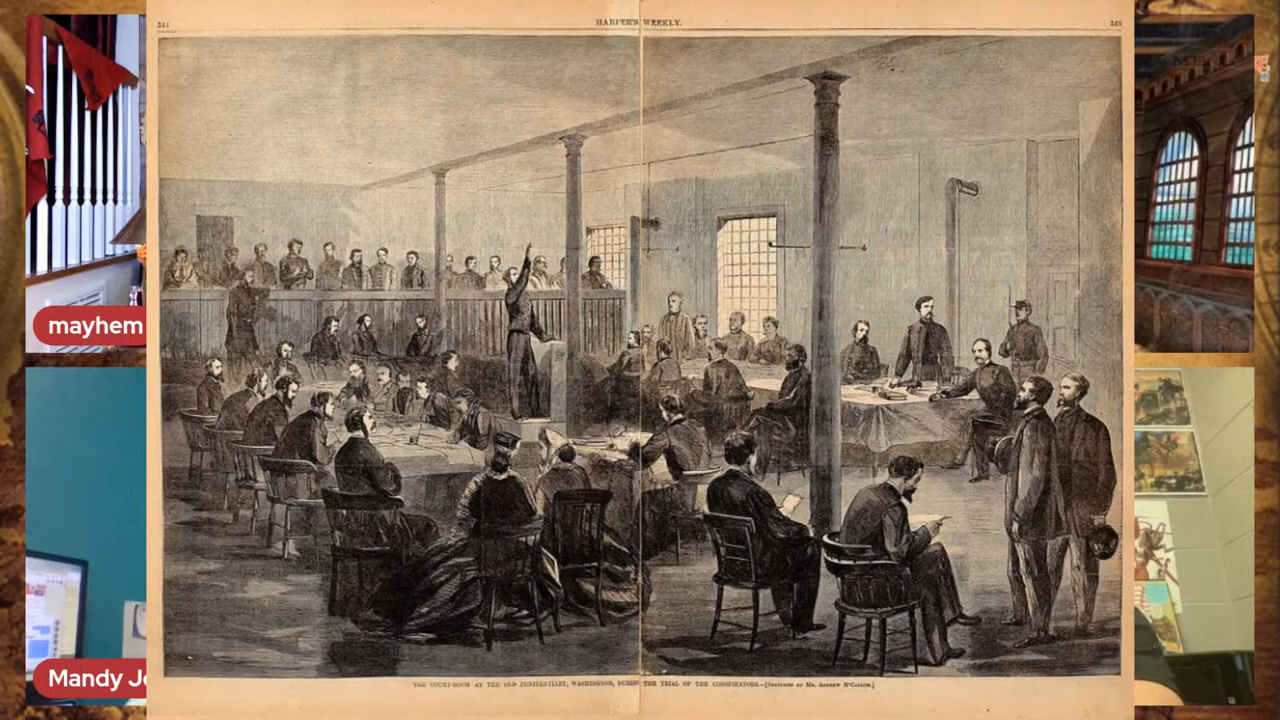 344
HARPER'S WEEKLY.
345
mayhem
Mandy Jo
THE COURT-ROOM AT THE OLD PENITENTIARY, WASHINGTON, DURING THE TRIAL OF THE CONSPIRATORS.—[SKETCHED BY MR. ANDREW M'CALLUM.]